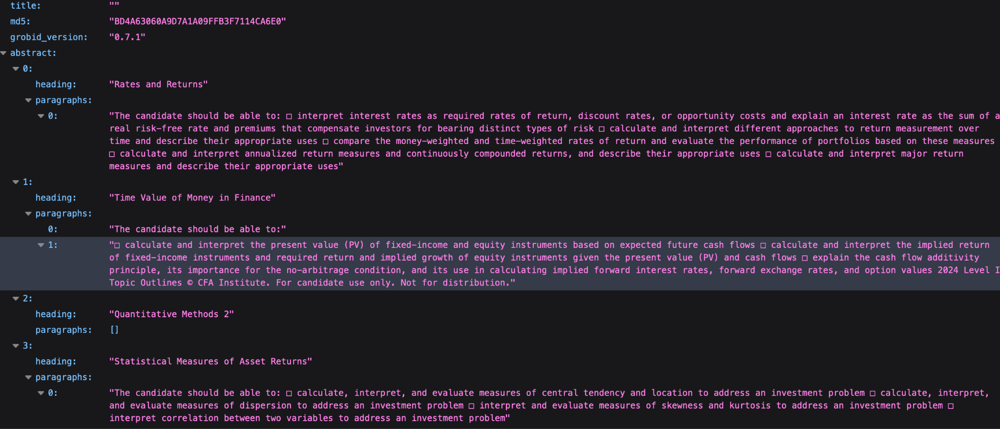 title: ""
md5: "BD4A63060A9D7A1A09FFB3F7114CA6E0"
grobid_version: "0.7.1"
abstract:
0:
heading: "Rates and Returns"
paragraphs:
0: "The candidate should be able to: □ interpret interest rates as required rates of return, discount rates, or opportunity costs and explain an interest rate as the sum of a
real risk-free rate and premiums that compensate investors for bearing distinct types of risk □ calculate and interpret different approaches to return measurement over
time and describe their appropriate uses □ compare the money-weighted and time-weighted rates of return and evaluate the performance of portfolios based on these measures
□ calculate and interpret annualized return measures and continuously compounded returns, and describe their appropriate uses □ calculate and interpret major return
measures and describe their appropriate uses"
1:
heading: "Time Value of Money in Finance"
paragraphs:
0: "The candidate should be able to:"
1: "□ calculate and interpret the present value (PV) of fixed-income and equity instruments based on expected future cash flows □ calculate and interpret the implied return
of fixed-income instruments and required return and implied growth of equity instruments given the present value (PV) and cash flows □ explain the cash flow additivity
principle, its importance for the no-arbitrage condition, and its use in calculating implied forward interest rates, forward exchange rates, and option values 2024 Level I
Topic Outlines © CFA Institute. For candidate use only. Not for distribution."
2:
heading: "Quantitative Methods 2"
paragraphs: []
3:
heading: "Statistical Measures of Asset Returns"
paragraphs:
0: "The candidate should be able to: □ calculate, interpret, and evaluate measures of central tendency and location to address an investment problem □ calculate, interpret,
and evaluate measures of dispersion to address an investment problem □ interpret and evaluate measures of skewness and kurtosis to address an investment problem □
interpret correlation between two variables to address an investment problem"